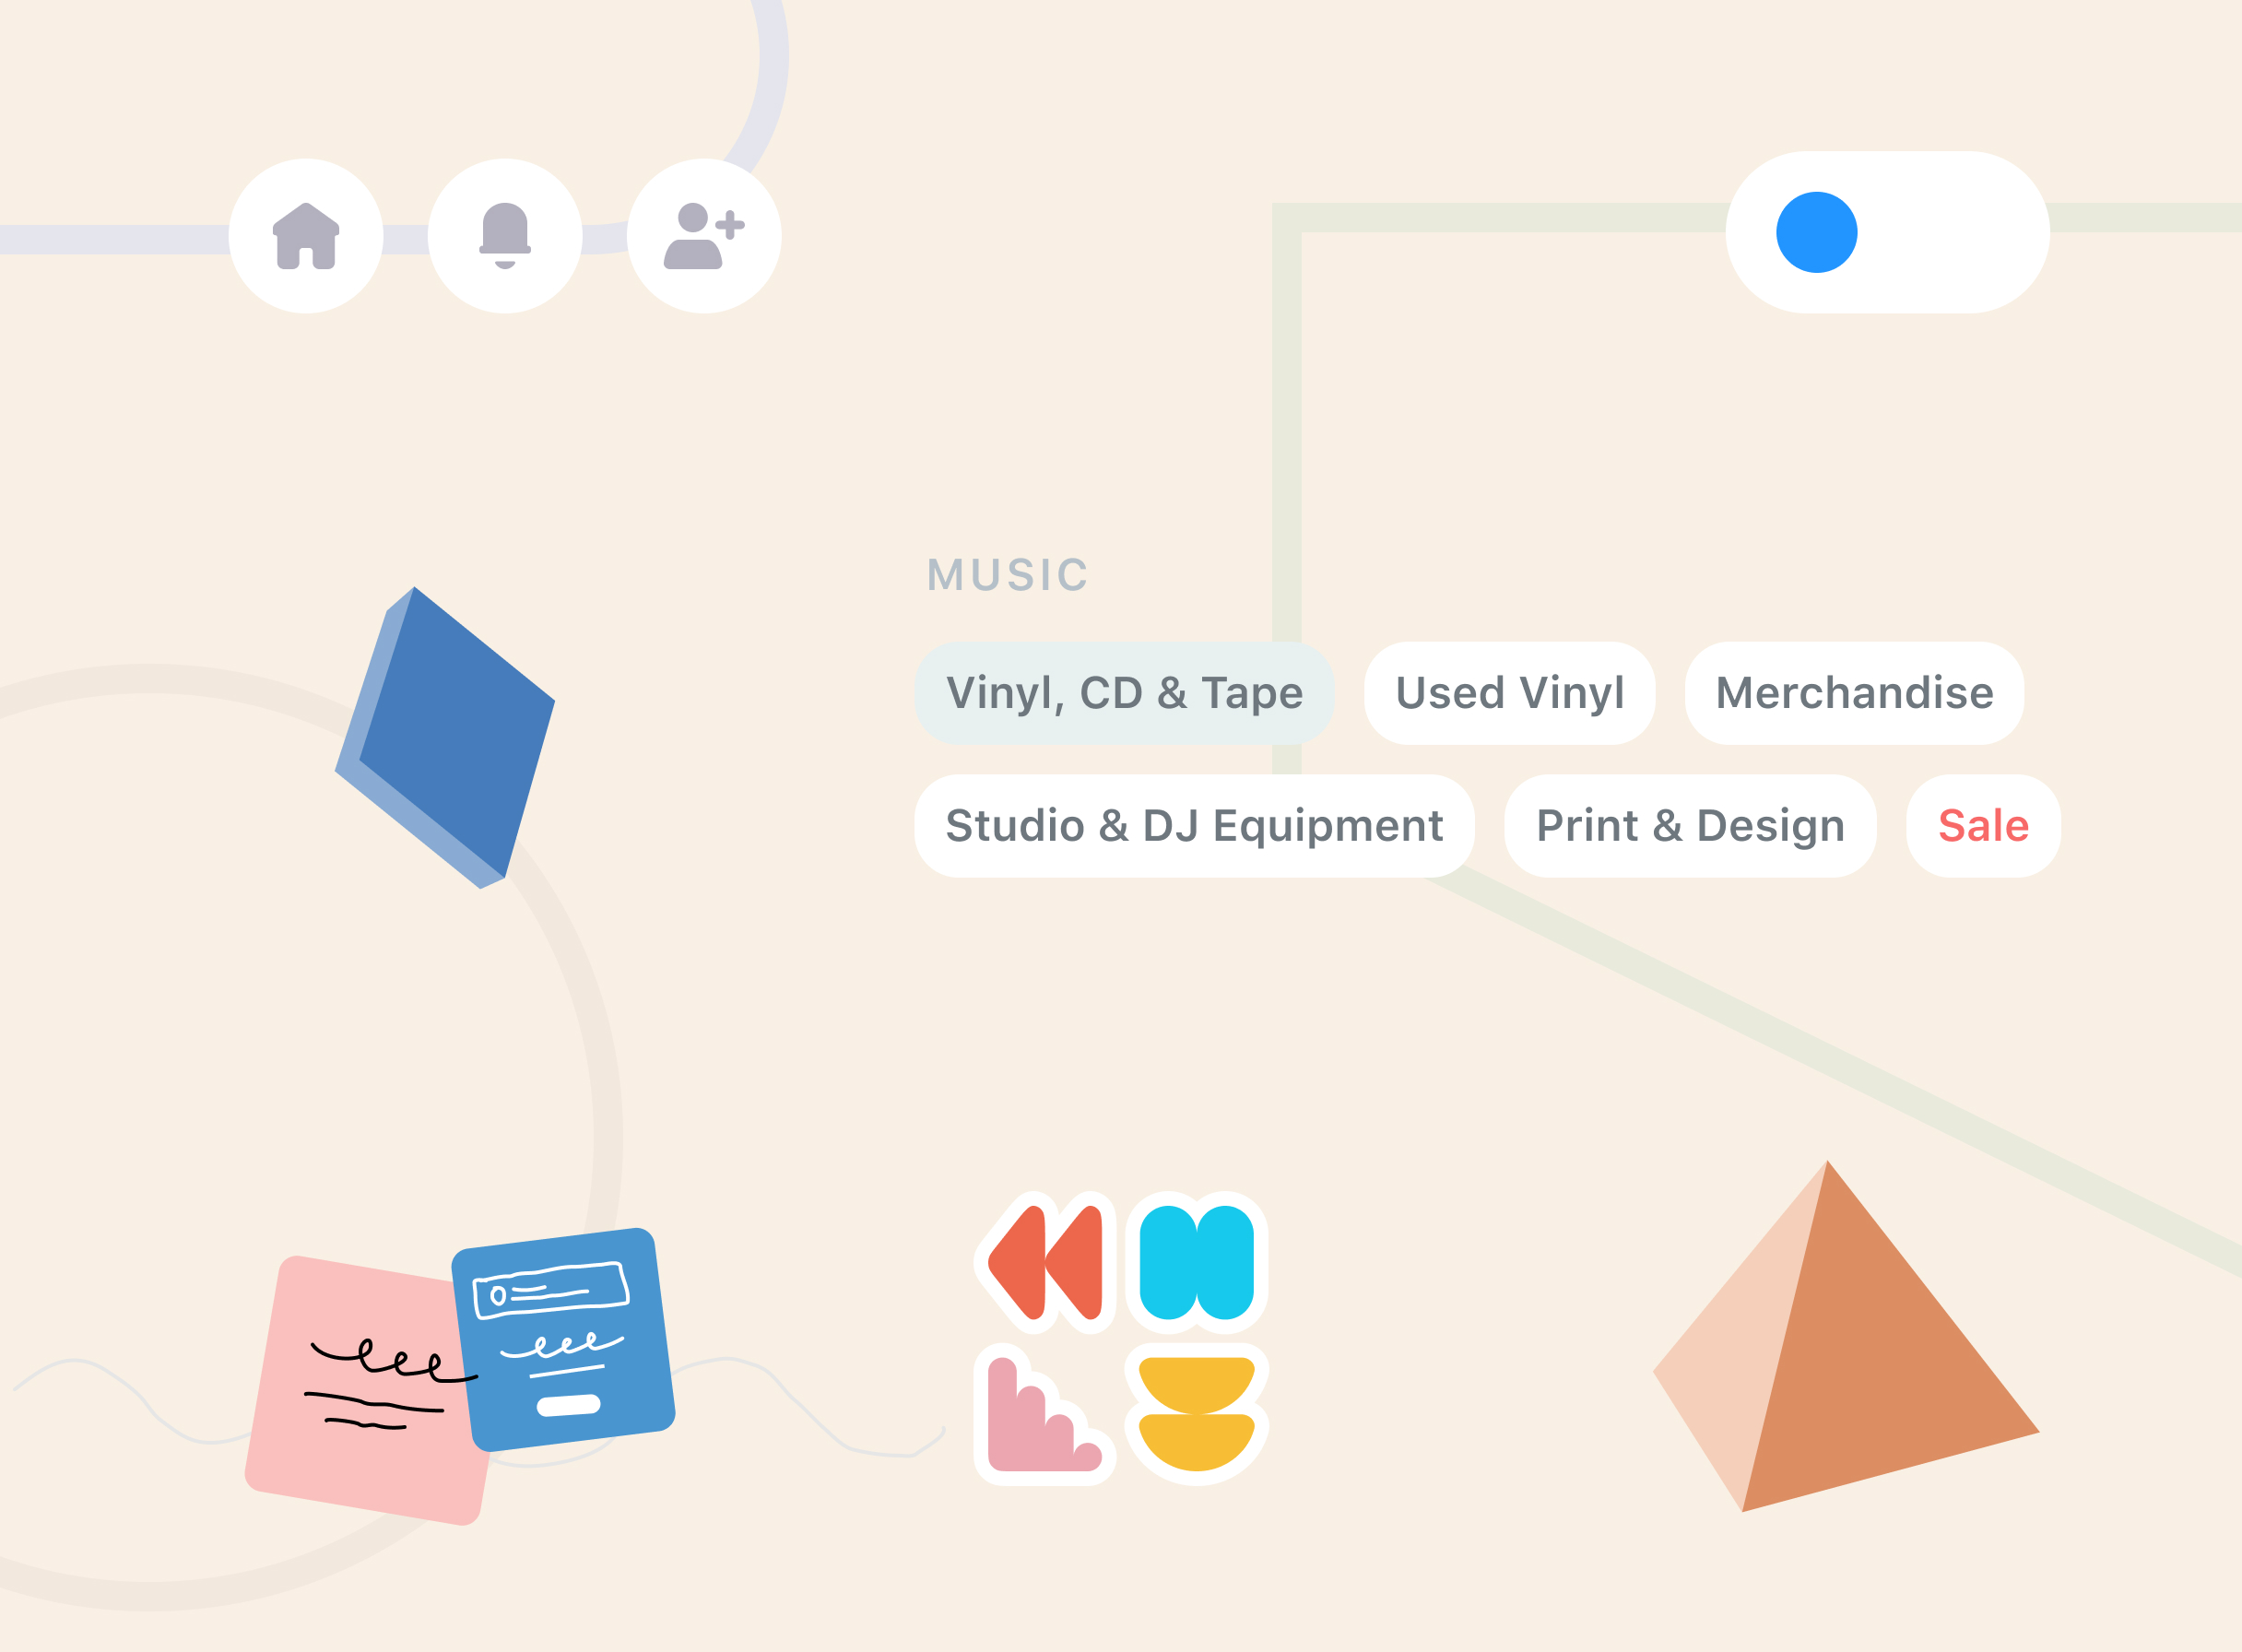 MUSIC
Vinyl, CD & Tape Used Vinyl Merchandise
Studio & DJ Equipment Print & Design Sale